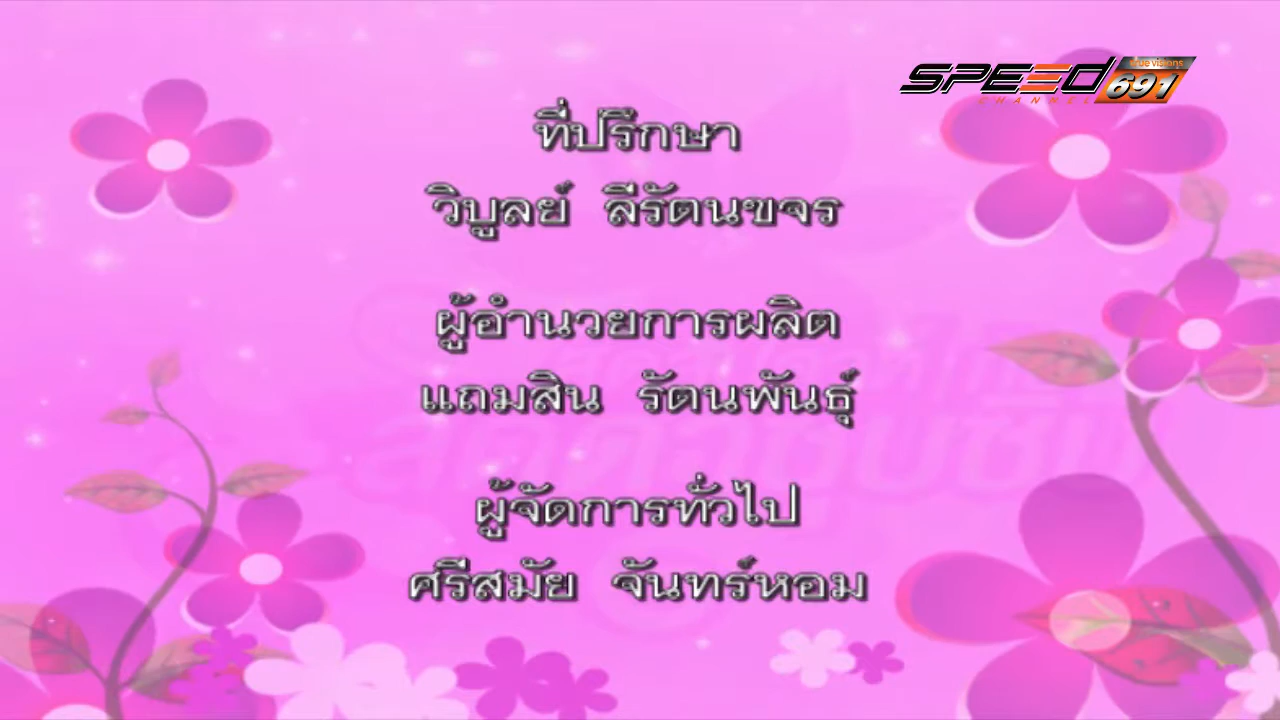 SPEED
true visions
CHANNEL
691
ที่ปรึกษา
วิบูลย์ ลีรัตนขจร
ผู้อำนวยการผลิต
แถมสิน รัตนพันธุ์
ผู้จัดการทั่วไป
ศรีสมัย จันทร์หอม